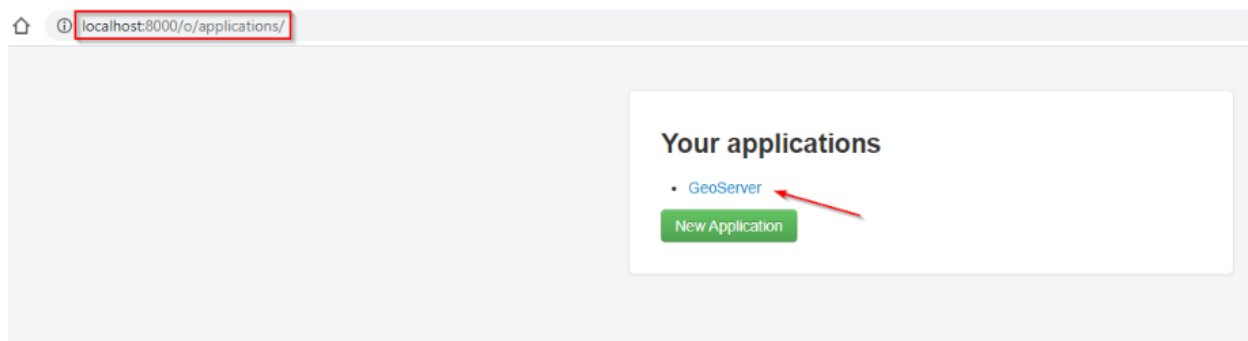 localhost:8000/o/applications/
Your applications
GeoServer
New Application